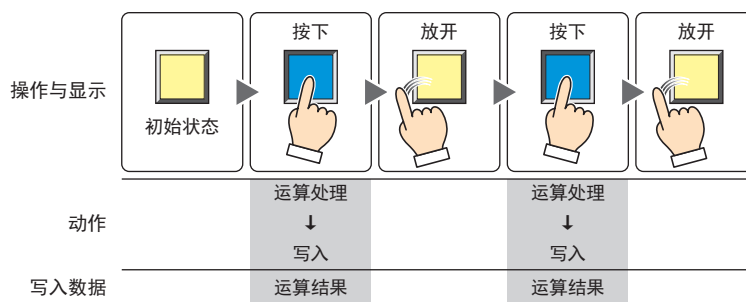 按下
放开
按下
放开
操作与显示
初始状态
运算处理
运算处理
动作
↓
↓
写入
写入
写入数据
运算结果
运算结果